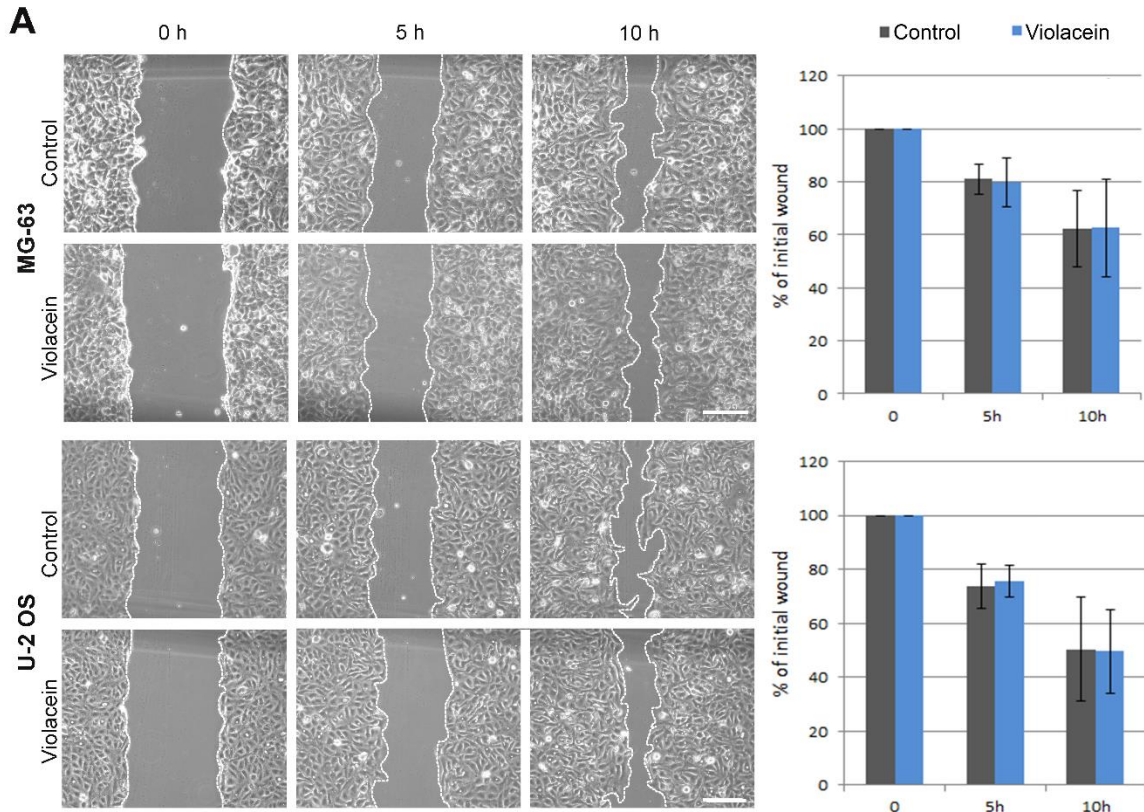 A
0 h 5 h 10 h
Control Violacein
MG-63
Control
Violacein
% of initial wound
120
100
80
60
40
20
0
0 5h 10h
U-2 OS
Control
Violacein
% of initial wound
120
100
80
60
40
20
0
0 5h 10h